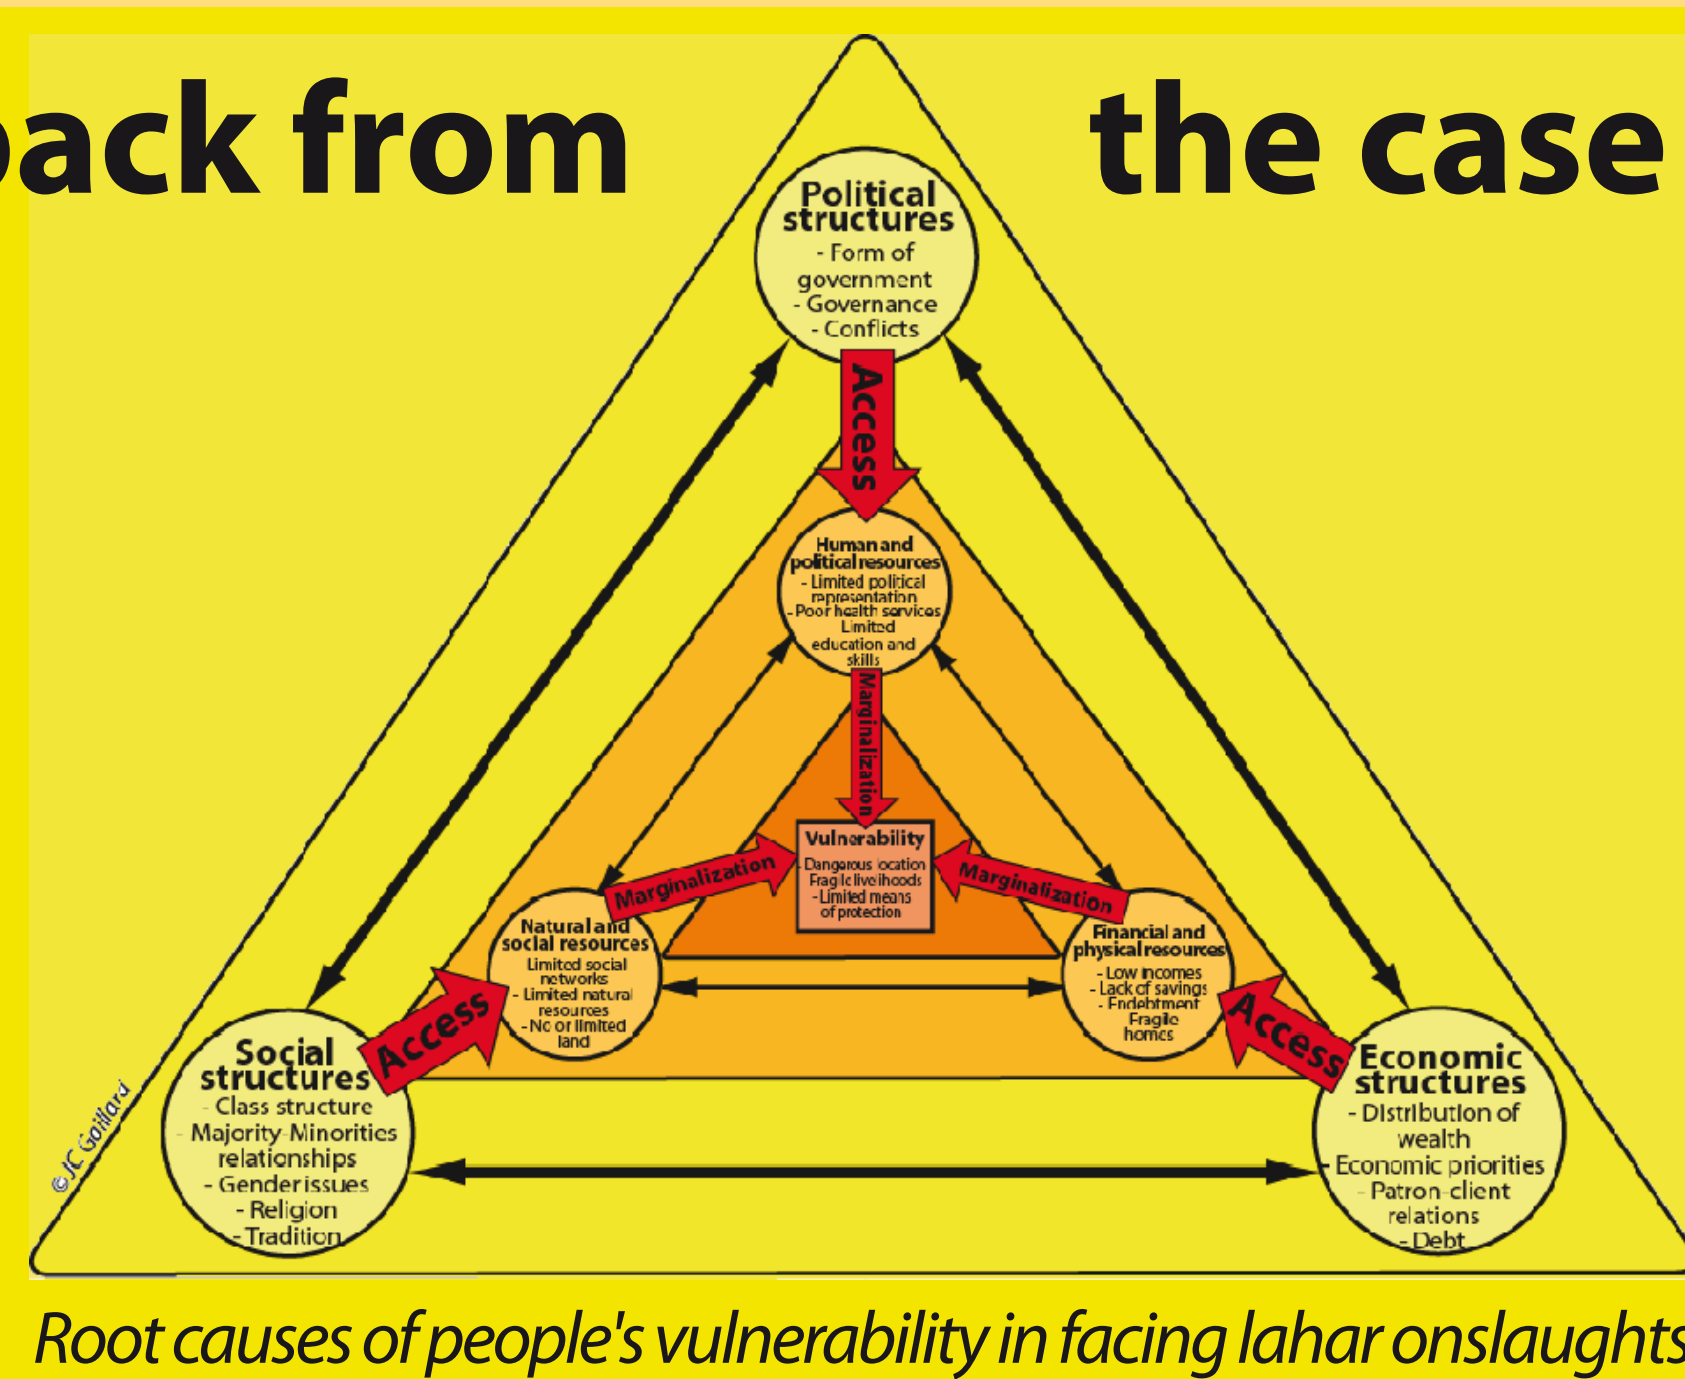 back from the case
Political
structures
- Form of
government
- Governance
- Conflicts
Access
Human and
political resources
- Limited political
representation
- Poor health services
Limited
education and
skills
Marginalization
Vulnerability
- Dangerous location
Fragile livelihoods
- Limited means
of protection
Marginalization
Marginalization
Natural and
social resources
Limited social
networks
- Limited natural
resources
- No or limited
land
Financial and
physical resources
- Low incomes
- Lack of savings
- Endebtment
Fragile
homes
Access
Access
Social
structures
- Class structure
- Majority-Minorities
relationships
- Gender issues
- Religion
- Tradition
Economic
structures
- Distribution of
wealth
- Economic priorities
- Patron-client
relations
- Debt
© JC Gaillard
Root causes of people's vulnerability in facing lahar onslaughts